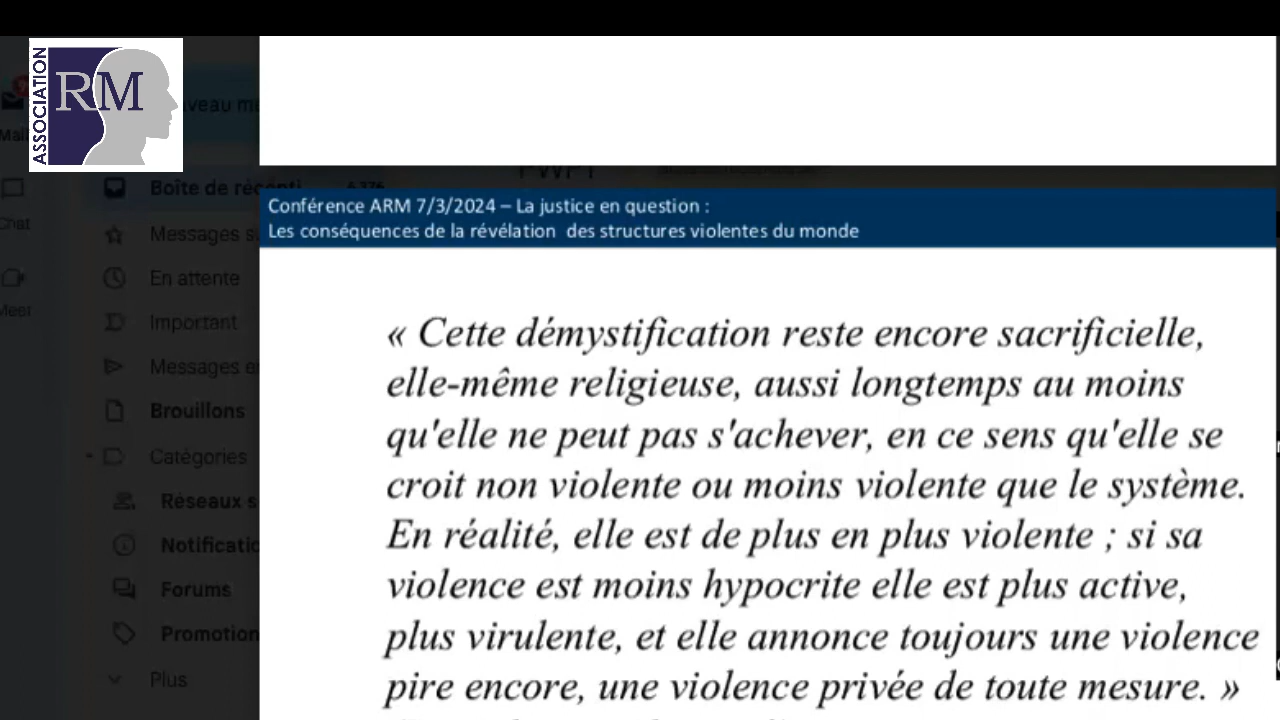 ASSOCIATION
RM
Mail
Chat
Meet
Boîte de
Messages
En attente
Important
Messages
Brouillons
Catégories
Réseaux
Forums
Plus
Conférence ARM 7/3/2024 – La justice en question :
Les conséquences de la révélation des structures violentes du monde
« Cette démystification reste encore sacrificielle,
elle-même religieuse, aussi longtemps au moins
qu'elle ne peut pas s'achever, en ce sens qu'elle se
croit non violente ou moins violente que le système.
En réalité, elle est de plus en plus violente ; si sa
violence est moins hypocrite elle est plus active,
plus virulente, et elle annonce toujours une violence
pire encore, une violence privée de toute mesure. »